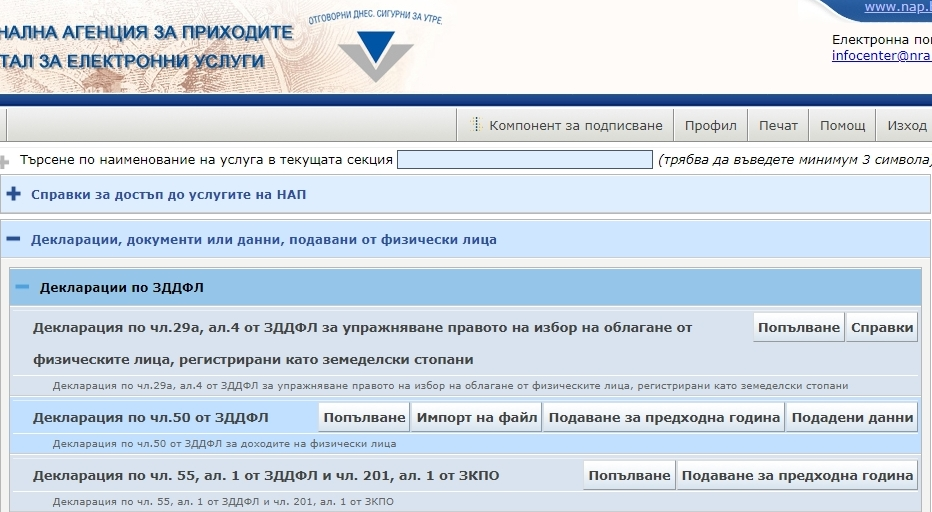 НАЛНА АГЕНЦИЯ ЗА ПРИХОДИТЕ
ОТГОВОРНИ ДНЕС. СИГУРНИ ЗА УТРЕ.
ТАЛ ЗА ЕЛЕКТРОННИ УСЛУГИ
www.nap.
Електронна по
infocenter@nra
Компонент за подписване Профил Печат Помощ Изход
Търсене по наименование на услуга в текущата секция (трябва да въведете минимум 3 символа)
Справки за достъп до услугите на НАП
Декларации, документи или данни, подавани от физически лица
Декларации по ЗДДФЛ
Декларация по чл.29а, ал.4 от ЗДДФЛ за упражняване правото на избор на облагане от Попълване Справки
физическите лица, регистрирани като земеделски стопани
Декларация по чл.29а, ал.4 от ЗДДФЛ за упражняване правото на избор на облагане от физическите лица, регистрирани като земеделски стопани
Декларация по чл.50 от ЗДДФЛ Попълване Импорт на файл Подаване за предходна година Подадени данни
Декларация по чл.50 от ЗДДФЛ за доходите на физически лица
Декларация по чл. 55, ал. 1 от ЗДДФЛ и чл. 201, ал. 1 от ЗКПО Попълване Подаване за предходна година
Декларация по чл. 55, ал. 1 от ЗДДФЛ и чл. 201, ал. 1 от ЗКПО